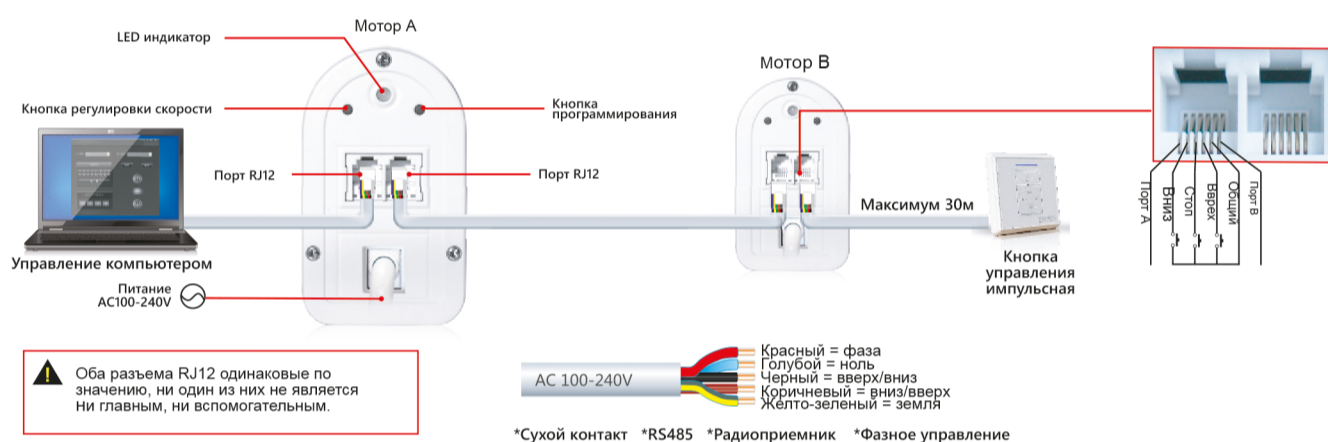 Мотор А
LED индикатор
Мотор B
Кнопка регулировки скорости
Кнопка
программирования
Порт RJ12
Порт RJ12
Максимум 30м
Управление компьютером
Питание
AC100-240V
Кнопка
управления
импульсная
Порт А
Вниз
Стоп
Вврех
Общий
Порт B
Оба разъема RJ12 одинаковые по
значению, ни один из них не является
Ни главным, ни вспомогательным.
AC 100-240V
Красный = фаза
Голубой = ноль
Черный = вверх/вниз
Коричневый = вниз/вверх
Желто-зеленый = земля
*Сухой контакт *RS485 *Радиоприемник *Фазное управление